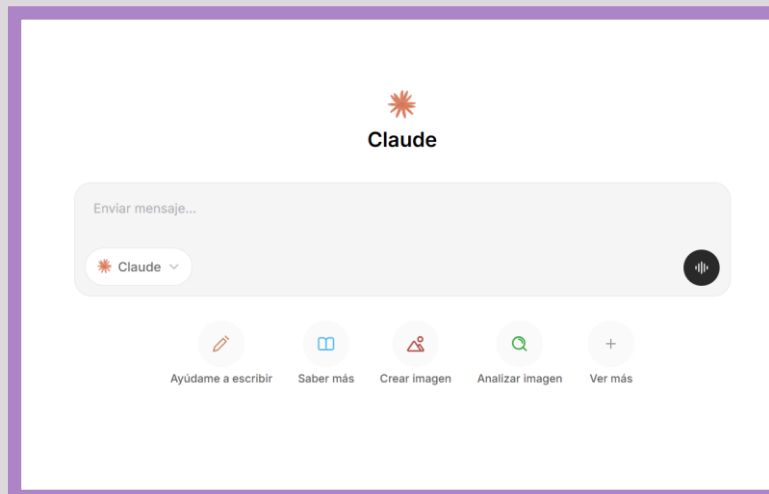 Claude
Enviar mensaje...
Claude
Ayúdame a escribir
Saber más
Crear imagen
Analizar imagen
Ver más